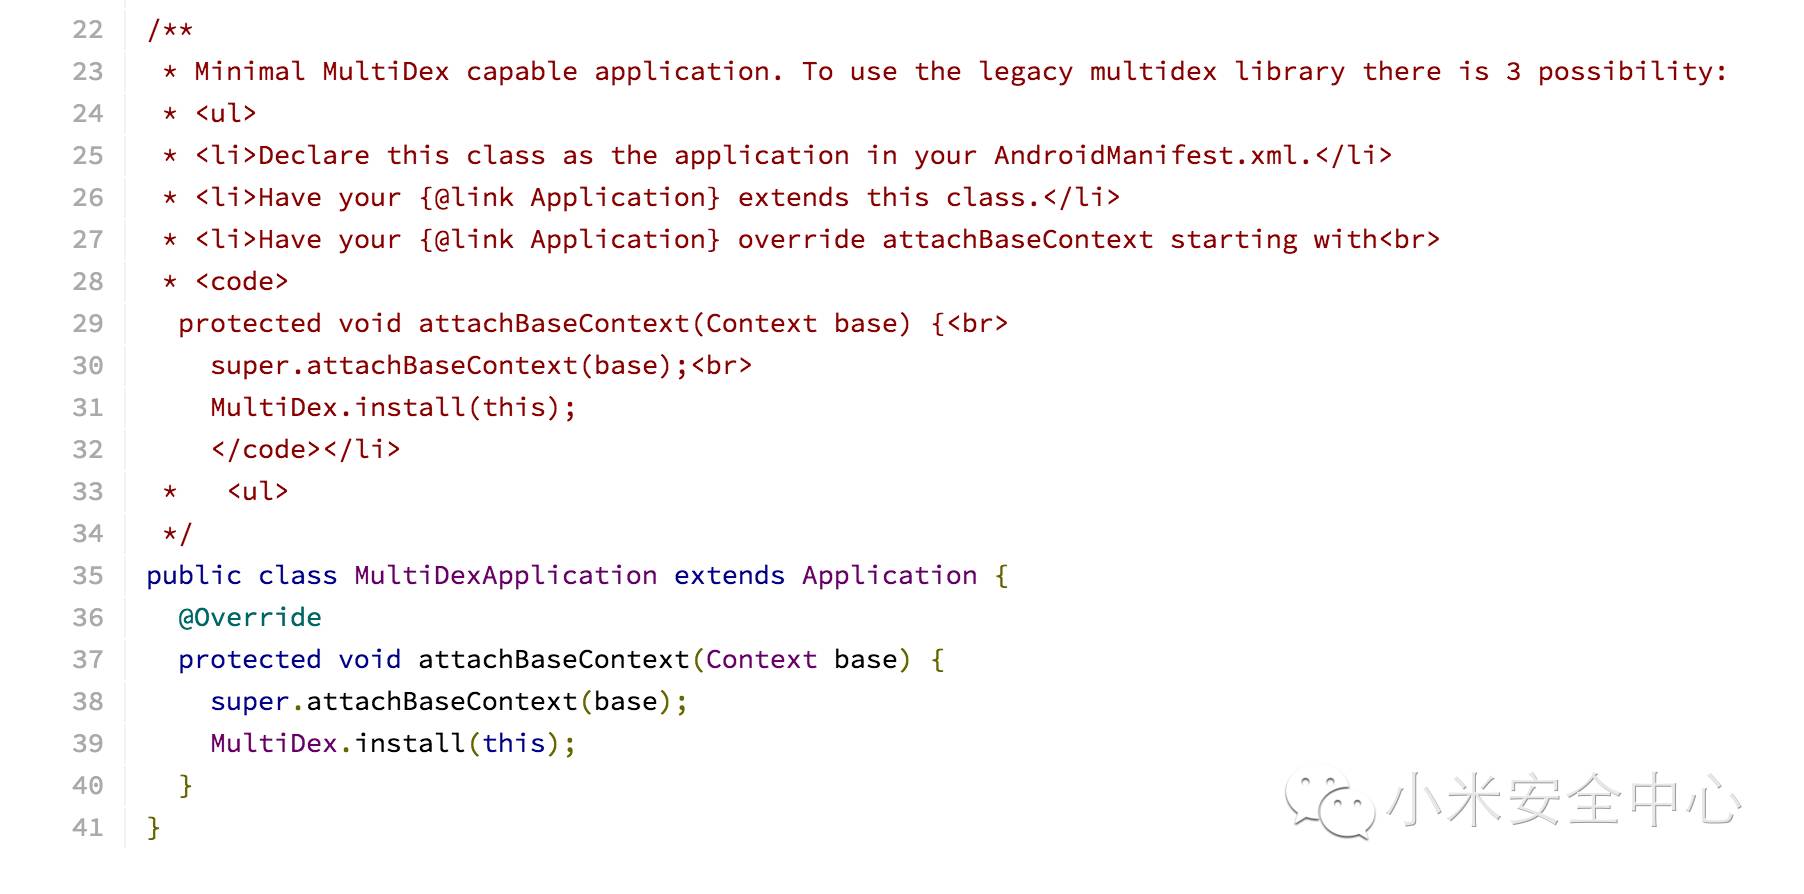 22 /**
23  * Minimal MultiDex capable application. To use the legacy multidex library there is 3 possibility:
24  * <ul>
25  * <li>Declare this class as the application in your AndroidManifest.xml.</li>
26  * <li>Have your {@link Application} extends this class.</li>
27  * <li>Have your {@link Application} override attachBaseContext starting with<br>
28  * <code>
29   protected void attachBaseContext(Context base) {<br>
30     super.attachBaseContext(base);<br>
31     MultiDex.install(this);
32     </code></li>
33  *   <ul>
34  */
35 public class MultiDexApplication extends Application {
36   @Override
37   protected void attachBaseContext(Context base) {
38     super.attachBaseContext(base);
39     MultiDex.install(this);
40   }
41 }
小米安全中心